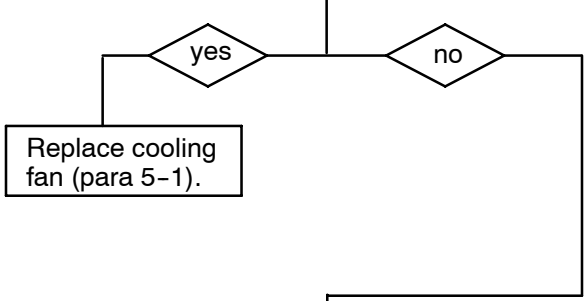 yes
no
Replace cooling
fan (para 5-1).